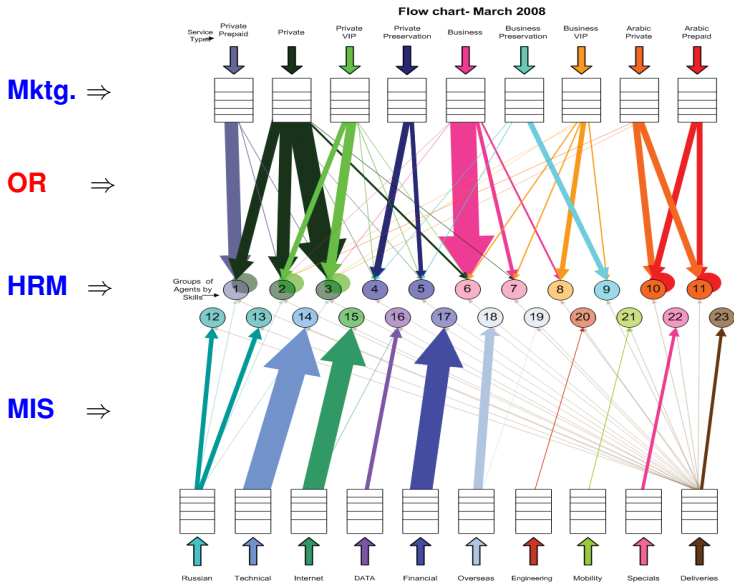 Flow chart- March 2008
Service Types
Private Prepaid
Private
Private VIP
Private Preservation
Business
Business Preservation
Business VIP
Arabic Private
Arabic Prepaid
Mktg. ⇒
OR ⇒
HRM ⇒
Groups of Agents by Skills
1 2 3 4 5 6 7 8 9 10 11
12 13 14 15 16 17 18 19 20 21 22 23
MIS ⇒
Russian Technical Internet DATA Financial Overseas Engineering Mobility Specials Deliveries